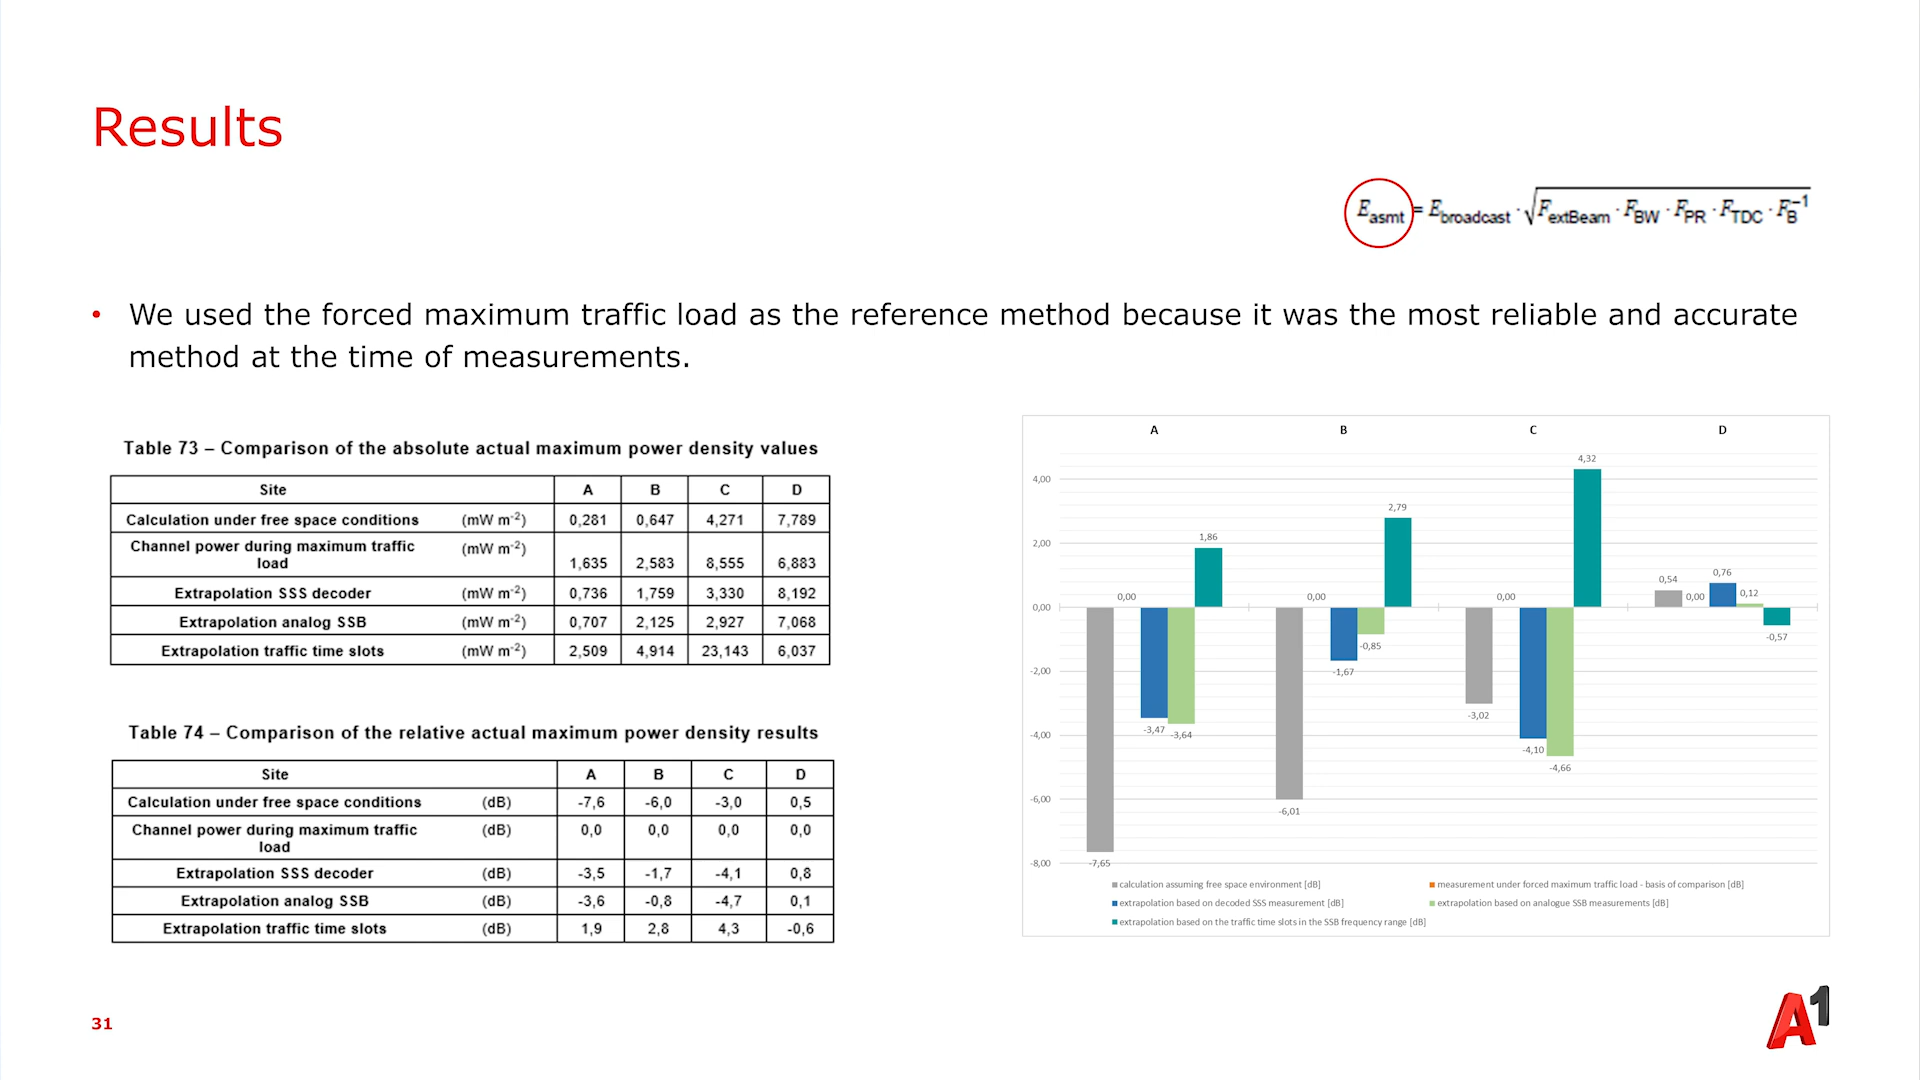 Results
E_asmt = E_broadcast · √F_extBeam · F_BW · F_PR · F_TDC · F_B^-1
• We used the forced maximum traffic load as the reference method because it was the most reliable and accurate
method at the time of measurements.
Table 73 – Comparison of the absolute actual maximum power density values
Site A B C D
Calculation under free space conditions (mW m-2) 0,281 0,647 4,271 7,789
Channel power during maximum traffic
load (mW m-2) 1,635 2,583 8,555 6,883
Extrapolation SSS decoder (mW m-2) 0,736 1,759 3,330 8,192
Extrapolation analog SSB (mW m-2) 0,707 2,125 2,927 7,068
Extrapolation traffic time slots (mW m-2) 2,509 4,914 23,143 6,037
Table 74 – Comparison of the relative actual maximum power density results
Site A B C D
Calculation under free space conditions (dB) -7,6 -6,0 -3,0 0,5
Channel power during maximum traffic (dB) 0,0 0,0 0,0 0,0
load
Extrapolation SSS decoder (dB) -3,5 -1,7 -4,1 0,8
Extrapolation analog SSB (dB) -3,6 -0,8 -4,7 0,1
Extrapolation traffic time slots (dB) 1,9 2,8 4,3 -0,6
A B C D
4,32
4,00
2,79
1,86
2,00
0,54 0,76
0,00 0,00 0,00 0,00 0,12
0,00
-0,57
-0,85
-2,00
-1,67
-3,02
-3,47 -3,64
-4,00
-4,10
-4,66
-6,00
-6,01
-8,00
-7,65
calculation assuming free space environment [dB]
measurement under forced maximum traffic load - basis of comparison [dB]
extrapolation based on decoded SSS measurement [dB]
extrapolation based on analogue SSB measurements [dB]
extrapolation based on the traffic time slots in the SSB frequency range [dB]
31
A1